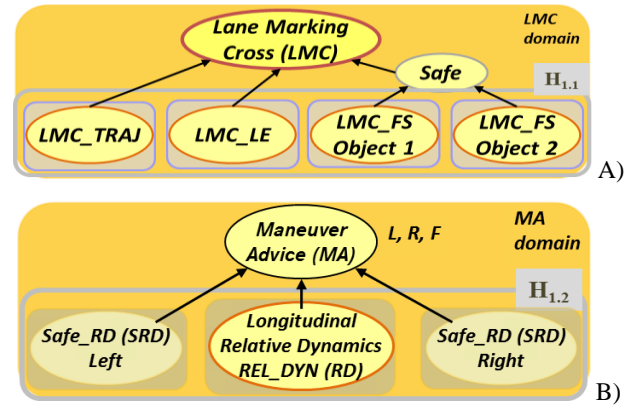 Lane Marking
Cross (LMC)
LMC
domain
Safe
H1.1
LMC_TRAJ
LMC_LE
LMC_FS
Object 1
LMC_FS
Object 2
A)
Maneuver
Advice (MA)
L, R, F
MA
domain
H1.2
Safe_RD (SRD)
Left
Longitudinal
Relative Dynamics
REL_DYN (RD)
Safe_RD (SRD)
Right
B)